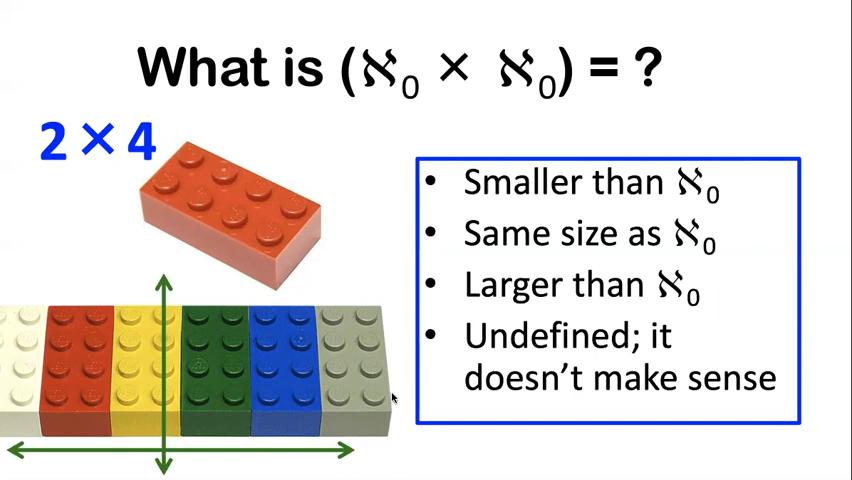 What is (ℵ₀ × ℵ₀) = ?
2 × 4
• Smaller than ℵ₀
• Same size as ℵ₀
• Larger than ℵ₀
• Undefined; it
doesn't make sense